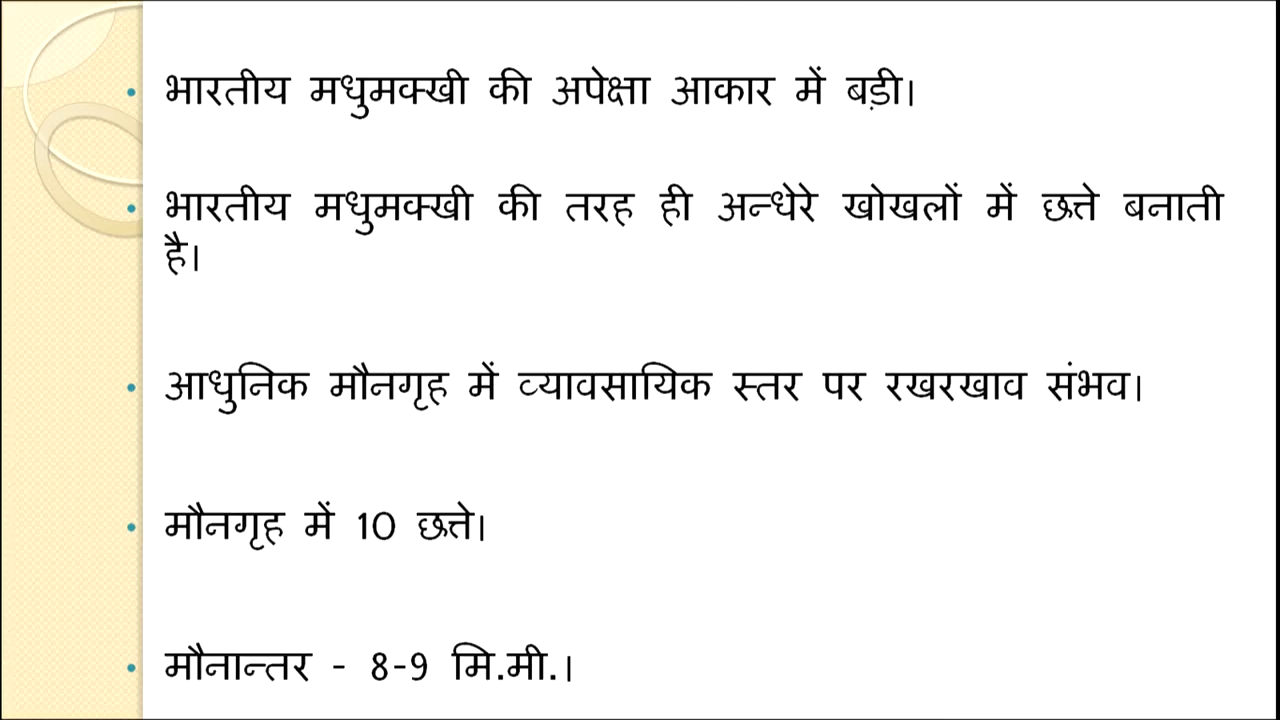 • भारतीय मधुमक्खी की अपेक्षा आकार में बड़ी।
• भारतीय मधुमक्खी की तरह ही अन्धेरे खोखलों में छत्ते बनाती
है।
• आधुनिक मौनगृह में व्यावसायिक स्तर पर रखरखाव संभव।
• मौनगृह में 10 छत्ते।
• मौनान्तर - 8-9 मि.मी.।